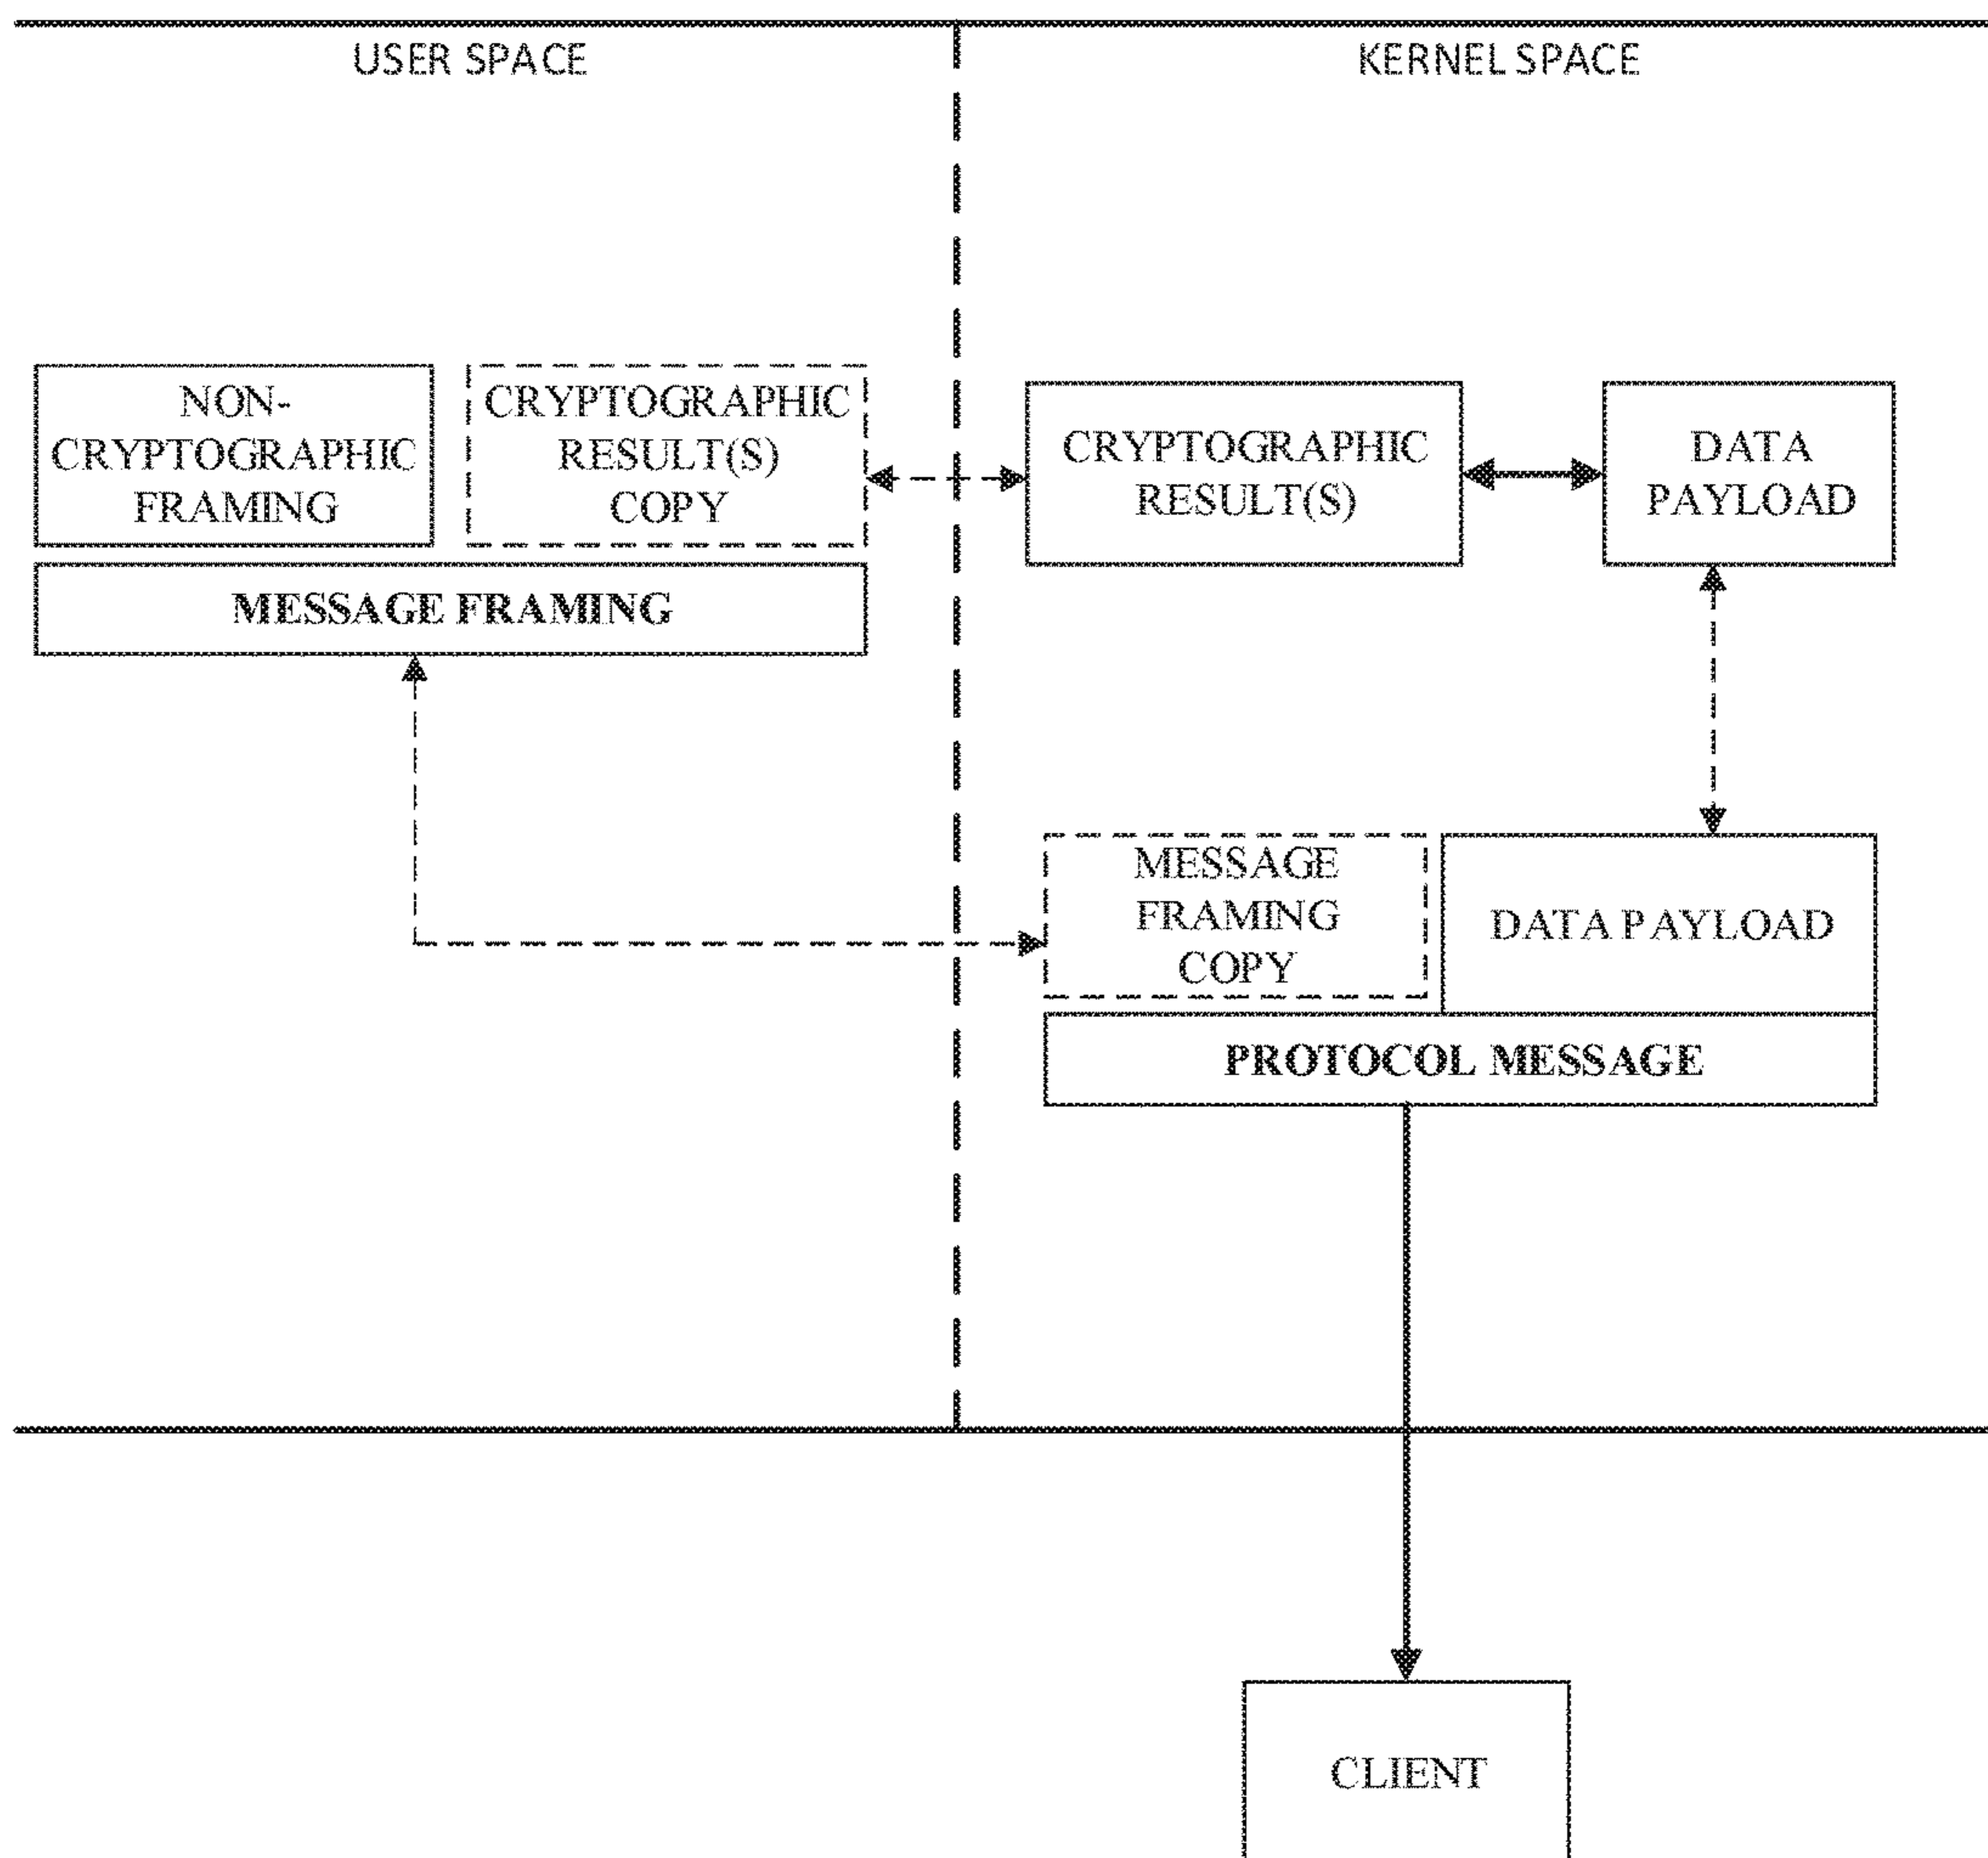 USER SPACE
KERNEL SPACE
NON-
CRYPTOGRAPHIC
FRAMING
CRYPTOGRAPHIC
RESULT(S)
COPY
CRYPTOGRAPHIC
RESULT(S)
DATA
PAYLOAD
MESSAGE FRAMING
MESSAGE
FRAMING
COPY
DATA PAYLOAD
PROTOCOL MESSAGE
CLIENT